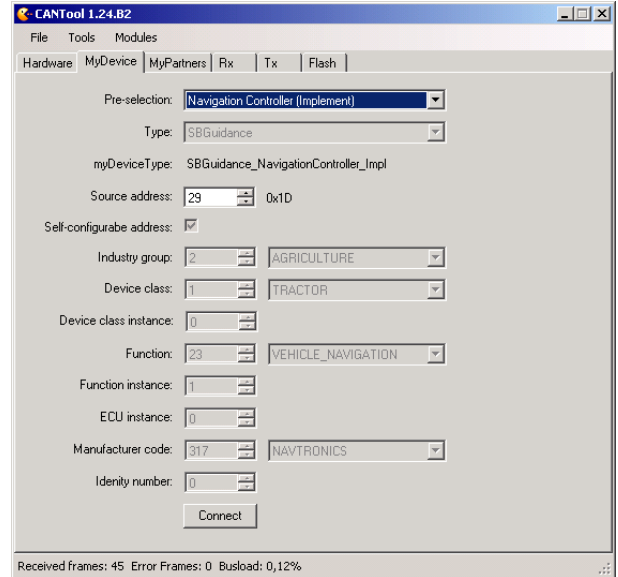 CANTool 1.24.B2
File Tools Modules
Hardware MyDevice MyPartners Rx Tx Flash
Pre-selection: Navigation Controller (Implement)
Type: SBGuidance
myDeviceType: SBGuidance_NavigationController_Impl
Source address: 29 0x1D
Self-configurabe address:
Industry group: 2 AGRICULTURE
Device class: 1 TRACTOR
Device class instance: 0
Function: 23 VEHICLE_NAVIGATION
Function instance: 1
ECU instance: 0
Manufacturer code: 317 NAVTRONICS
Idenity number: 0
Connect
Received frames: 45 Error Frames: 0 Busload: 0,12%